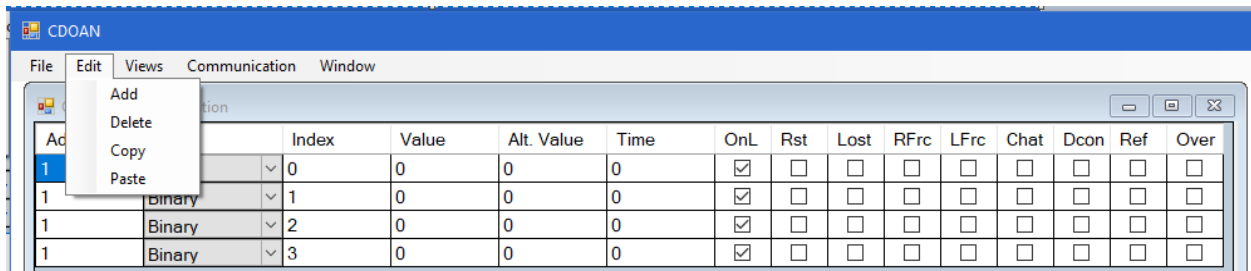 CDOAN
File Edit Views Communication Window
Add
Delete
Copy
Paste
Index Value Alt. Value Time OnL Rst Lost RFrc LFrc Chat Dcon Ref Over
1 0 0 0 0
1 Binary 1 0 0 0
1 Binary 2 0 0 0
1 Binary 3 0 0 0